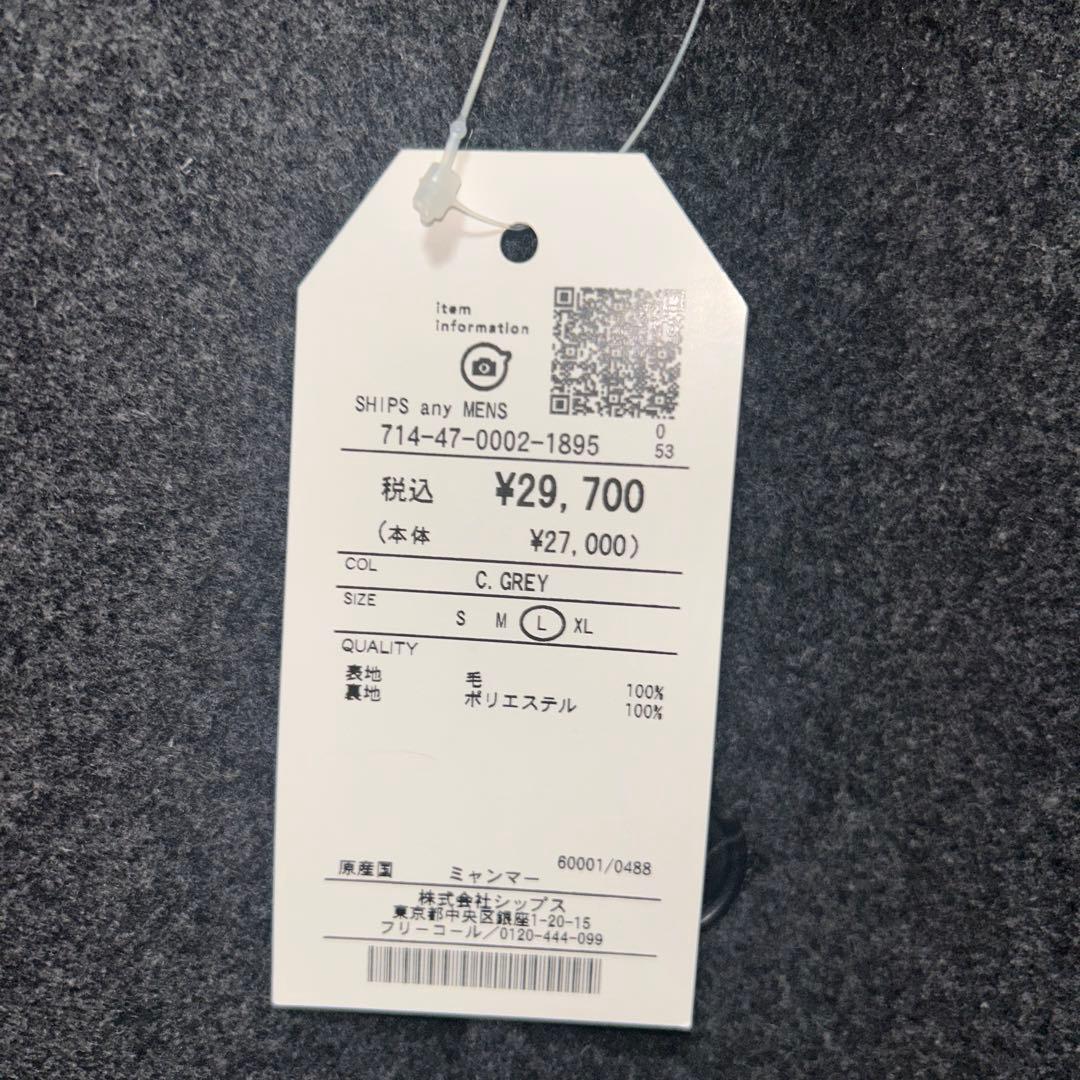 item
information
SHIPS any MENS
714-47-0002-1895
0
53
税込 ¥29,700
(本体 ¥27,000)
COL C. GREY
SIZE S M L XL
QUALITY
表地 毛 100%
裏地 ポリエステル 100%
原産国 ミャンマー 60001/0488
株式会社シップス
東京都中央区銀座1-20-15
フリーコール/0120-444-099